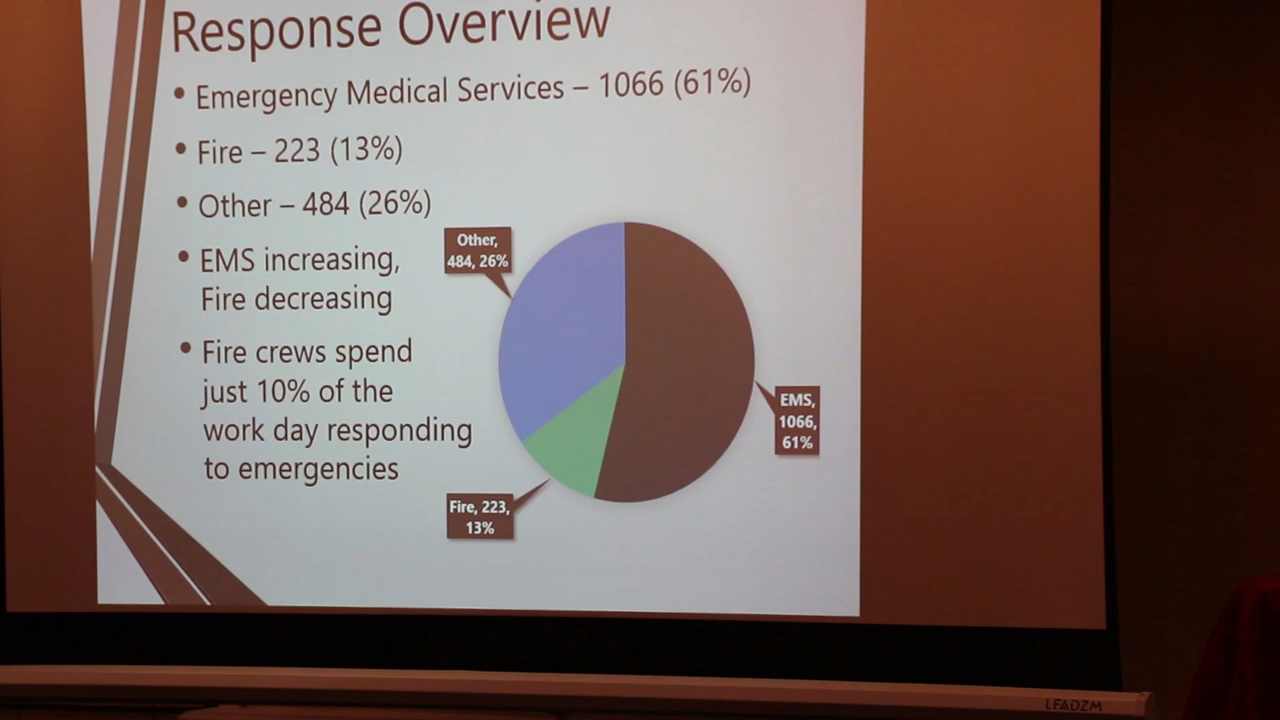 Response Overview
• Emergency Medical Services – 1066 (61%)
• Fire – 223 (13%)
• Other – 484 (26%)
• EMS increasing,
Fire decreasing
• Fire crews spend
just 10% of the
work day responding
to emergencies
Other,
484, 26%
EMS,
1066,
61%
Fire, 223,
13%
LEADZM